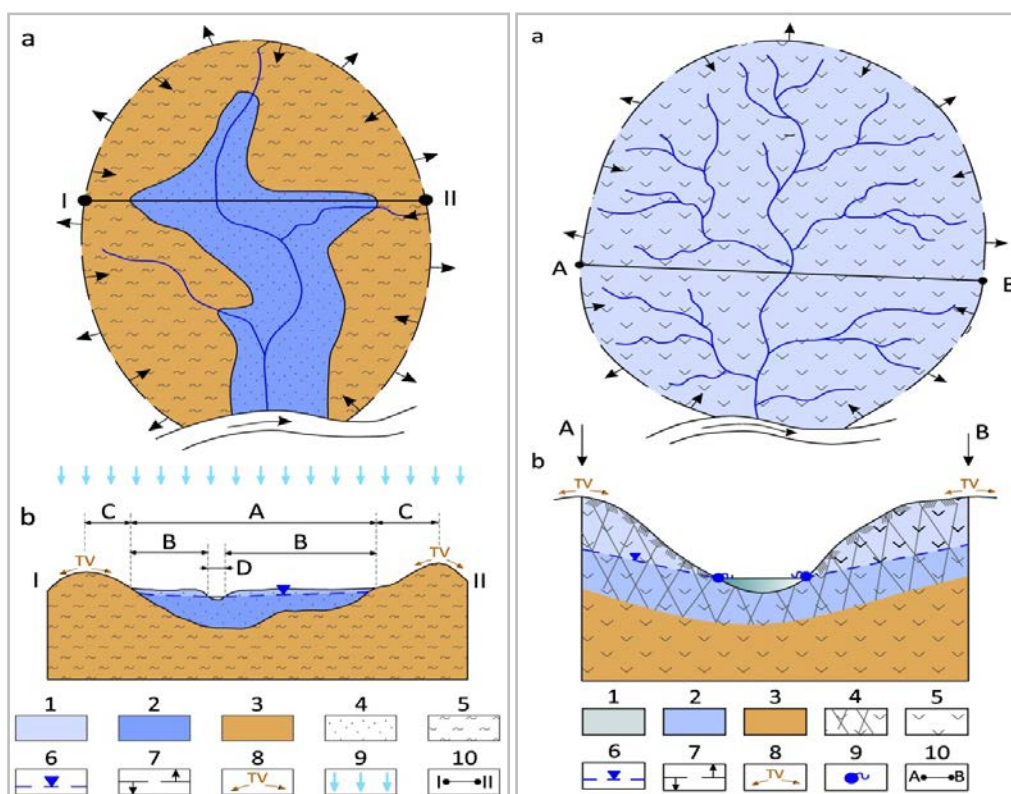 a
I II
b
C A C
B B
D
TV TV
I II
1 2 3 4 5
6 7 8 9 10
TV I II
a
A B
A B
b
TV TV
1 2 3 4 5
6 7 8 9 10
TV A B